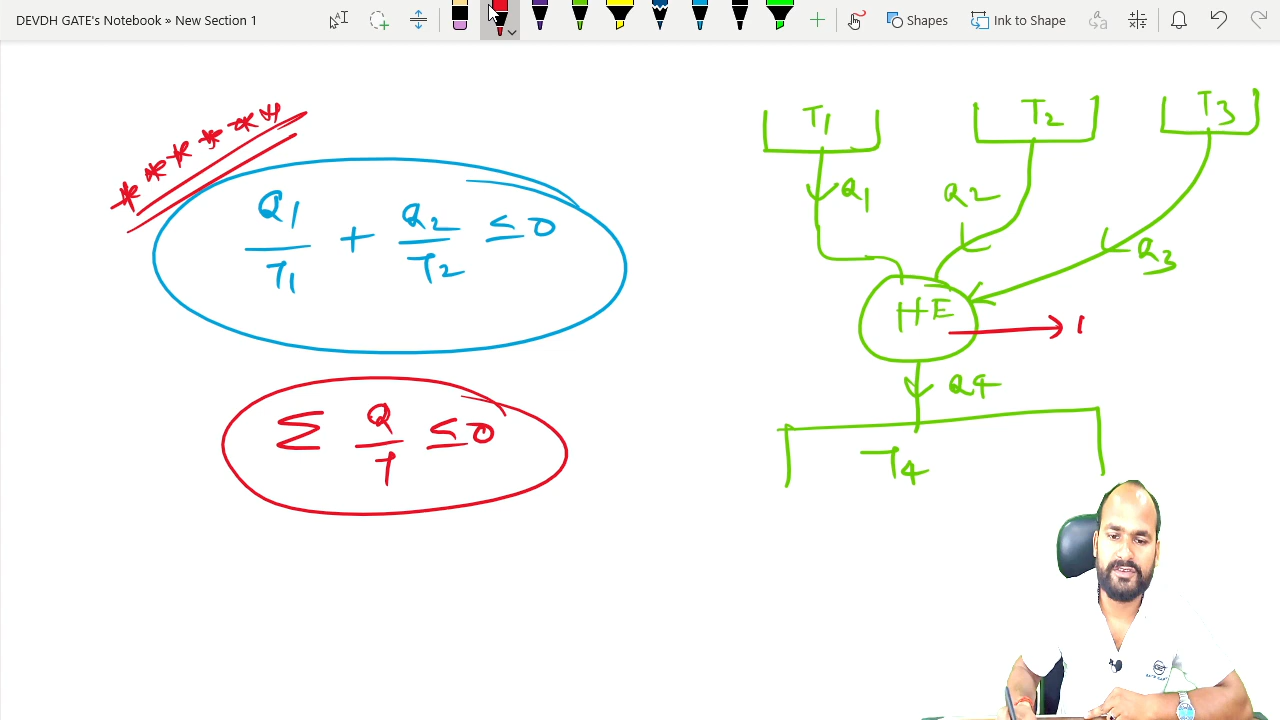 DEVDH GATE's Notebook » New Section 1
Shapes
Ink to Shape
* * * * * *
Q1/T1 + Q2/T2 ≤ 0
Σ Q/T ≤ 0
T1
T2
T3
Q1
Q2
Q3
HE
Q4
T4